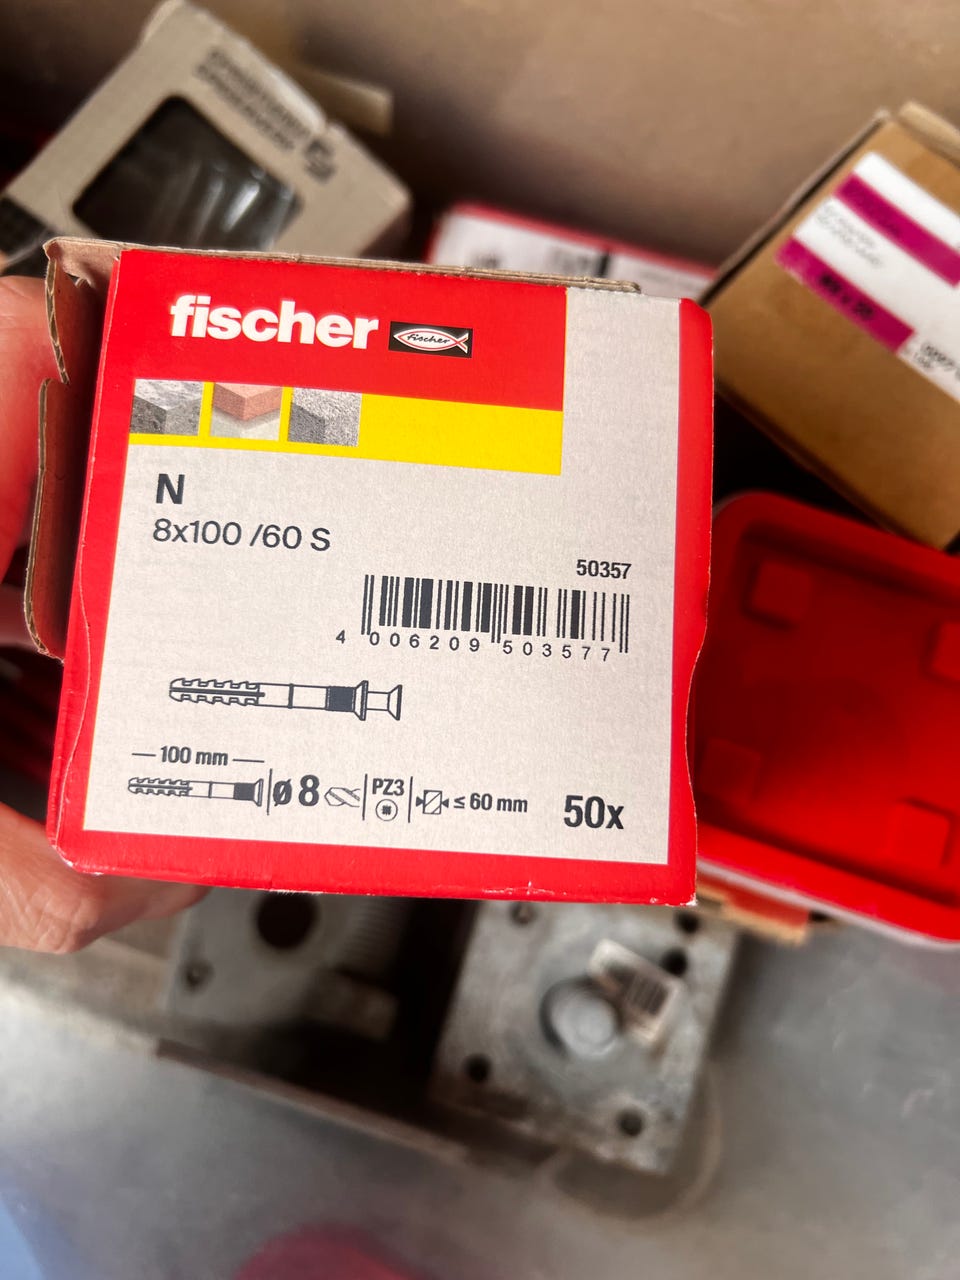 fischer
fischer
N
8x100 /60 S
50357
4 006209 503577
100 mm
ø 8
PZ3
≤ 60 mm
50x